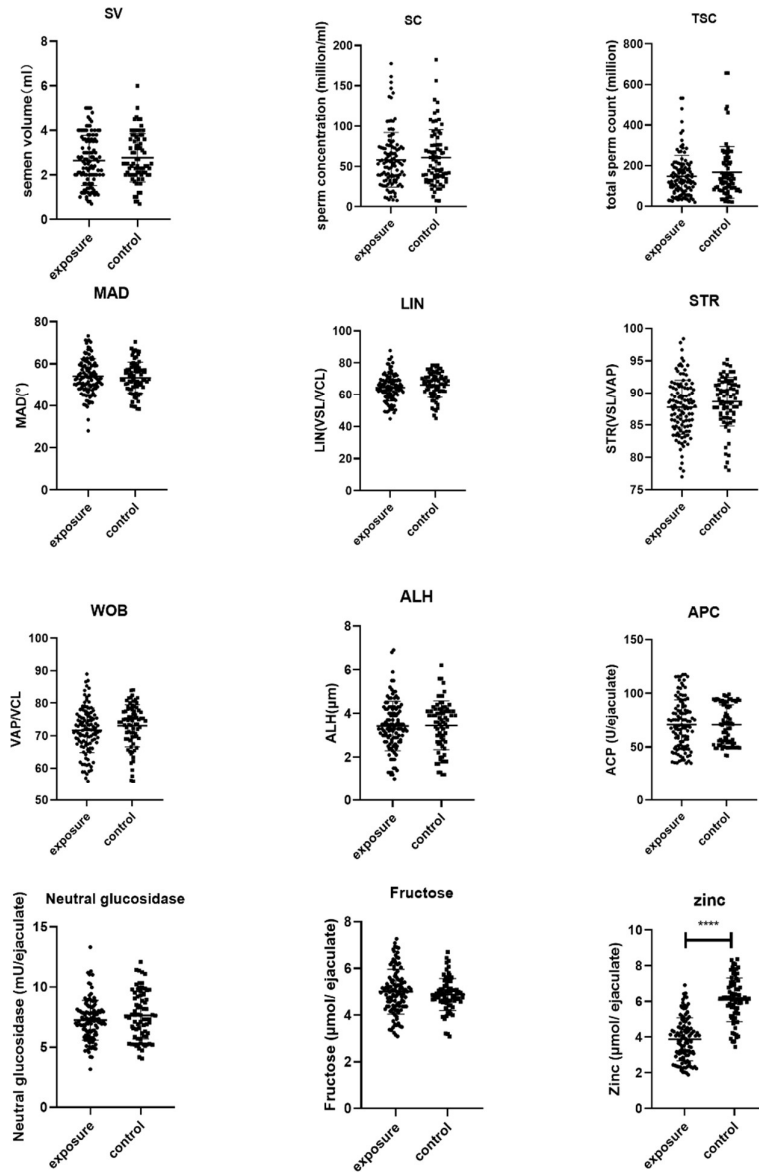 SV
semen volume (ml)
8
6
4
2
0
exposure
control
SC
sperm concentration (million/ml)
200
150
100
50
0
exposure
control
TSC
total sperm count (million)
800
600
400
200
0
exposure
control
MAD
MAD(°)
80
60
40
20
0
exposure
control
LIN
LIN(VSL/VCL)
100
80
60
40
20
0
exposure
control
STR
STR(VSL/VAP)
100
95
90
85
80
75
exposure
control
WOB
VAP/VCL
100
90
80
70
60
50
exposure
control
ALH
ALH(μm)
8
6
4
2
0
exposure
control
APC
ACP (U/ejaculate)
150
100
50
0
exposure
control
Neutral glucosidase
Neutral glucosidase (mU/ejaculate)
15
10
5
0
exposure
control
Fructose
Fructose (μmol/ ejaculate)
8
6
4
2
0
exposure
control
zinc
****
Zinc (μmol/ ejaculate)
10
8
6
4
2
0
exposure
control